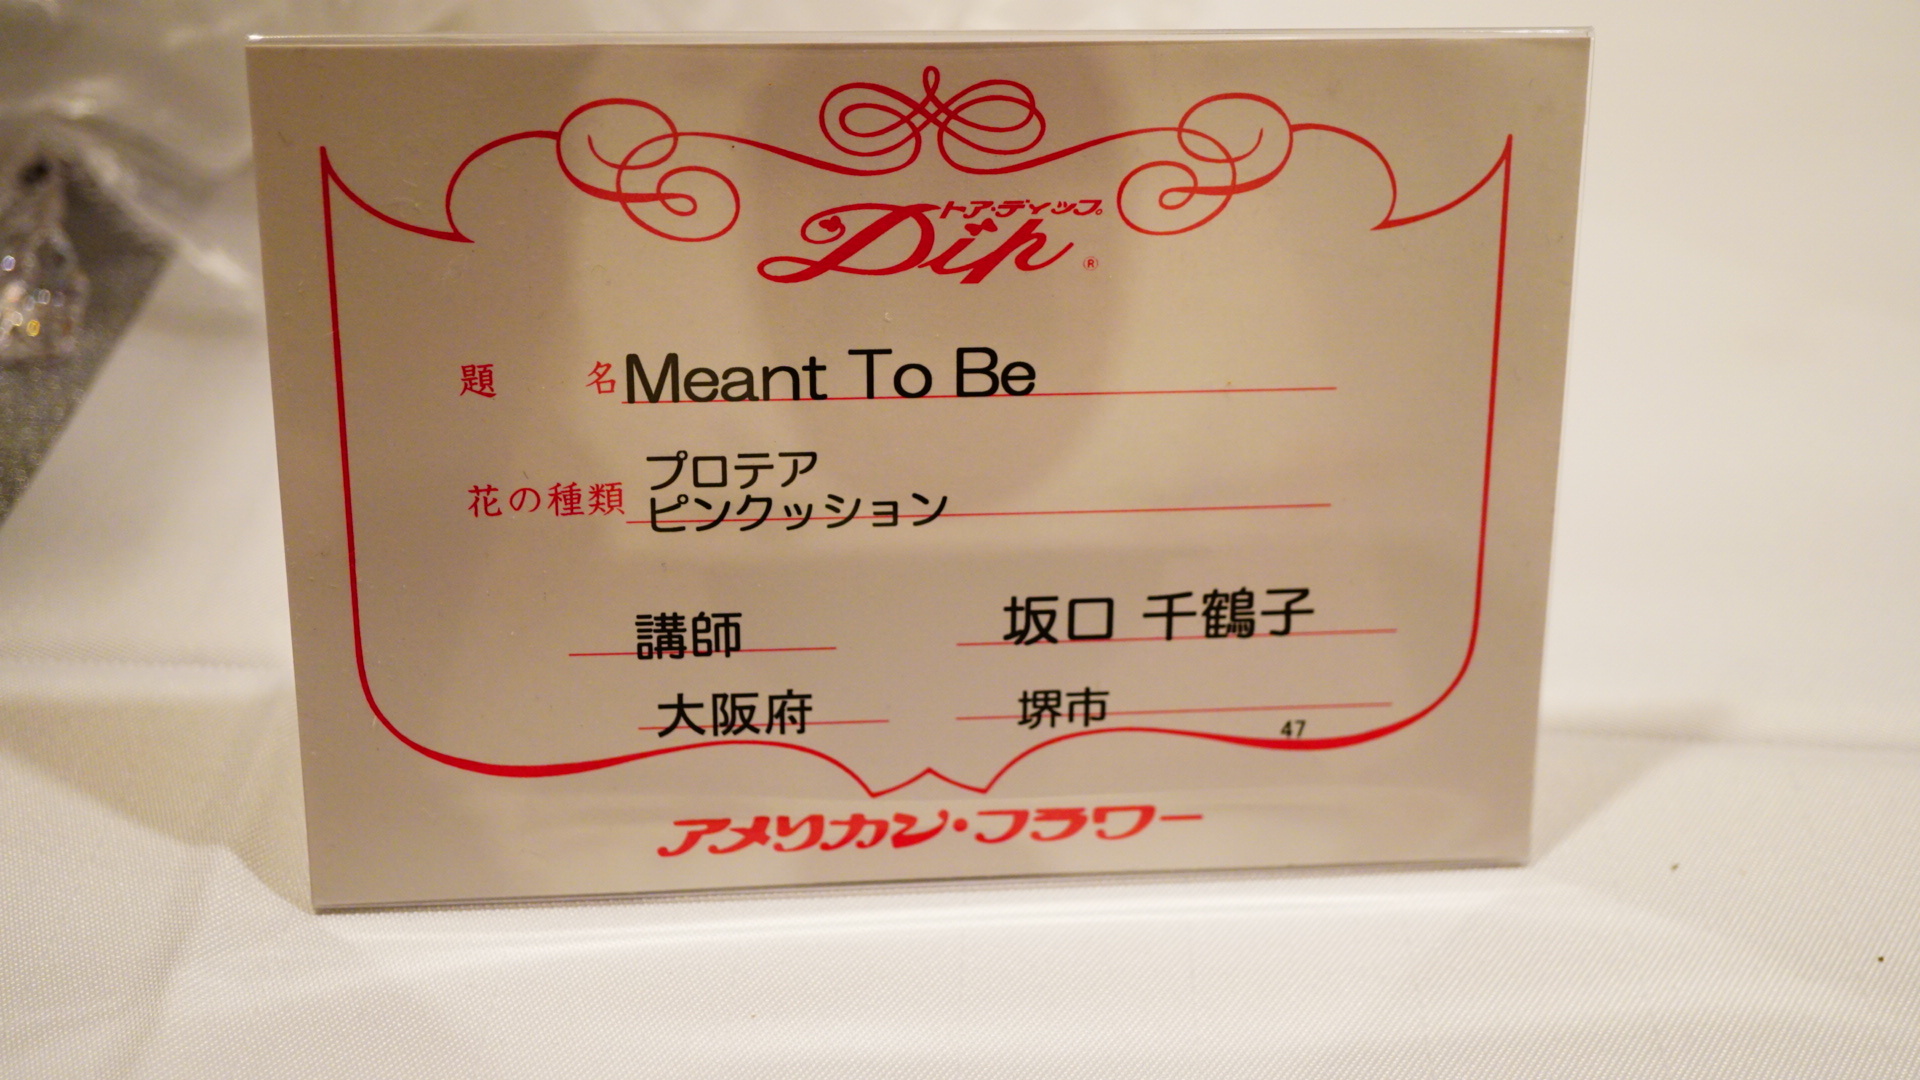 トア・ディップ。
Dip ®
題 名 Meant To Be
プロテア
花の種類 ピンクッション
講師 坂口 千鶴子
大阪府 堺市 47
アメリカン・フラワー